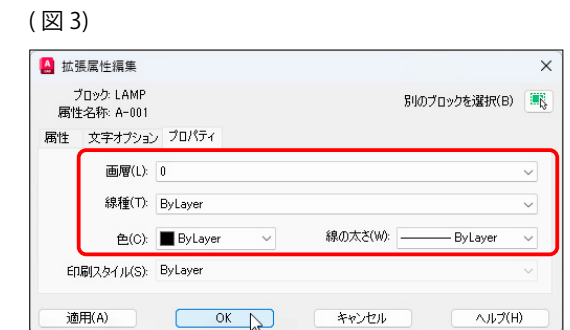 ( 図 3)
拡張属性編集
ブロック: LAMP
別のブロックを選択(B)
属性名称: A-001
属性 文字オプション プロパティ
画層(L): 0
線種(T): ByLayer
色(C): ByLayer 線の太さ(W): ByLayer
印刷スタイル(S): ByLayer
適用(A) OK キャンセル ヘルプ(H)